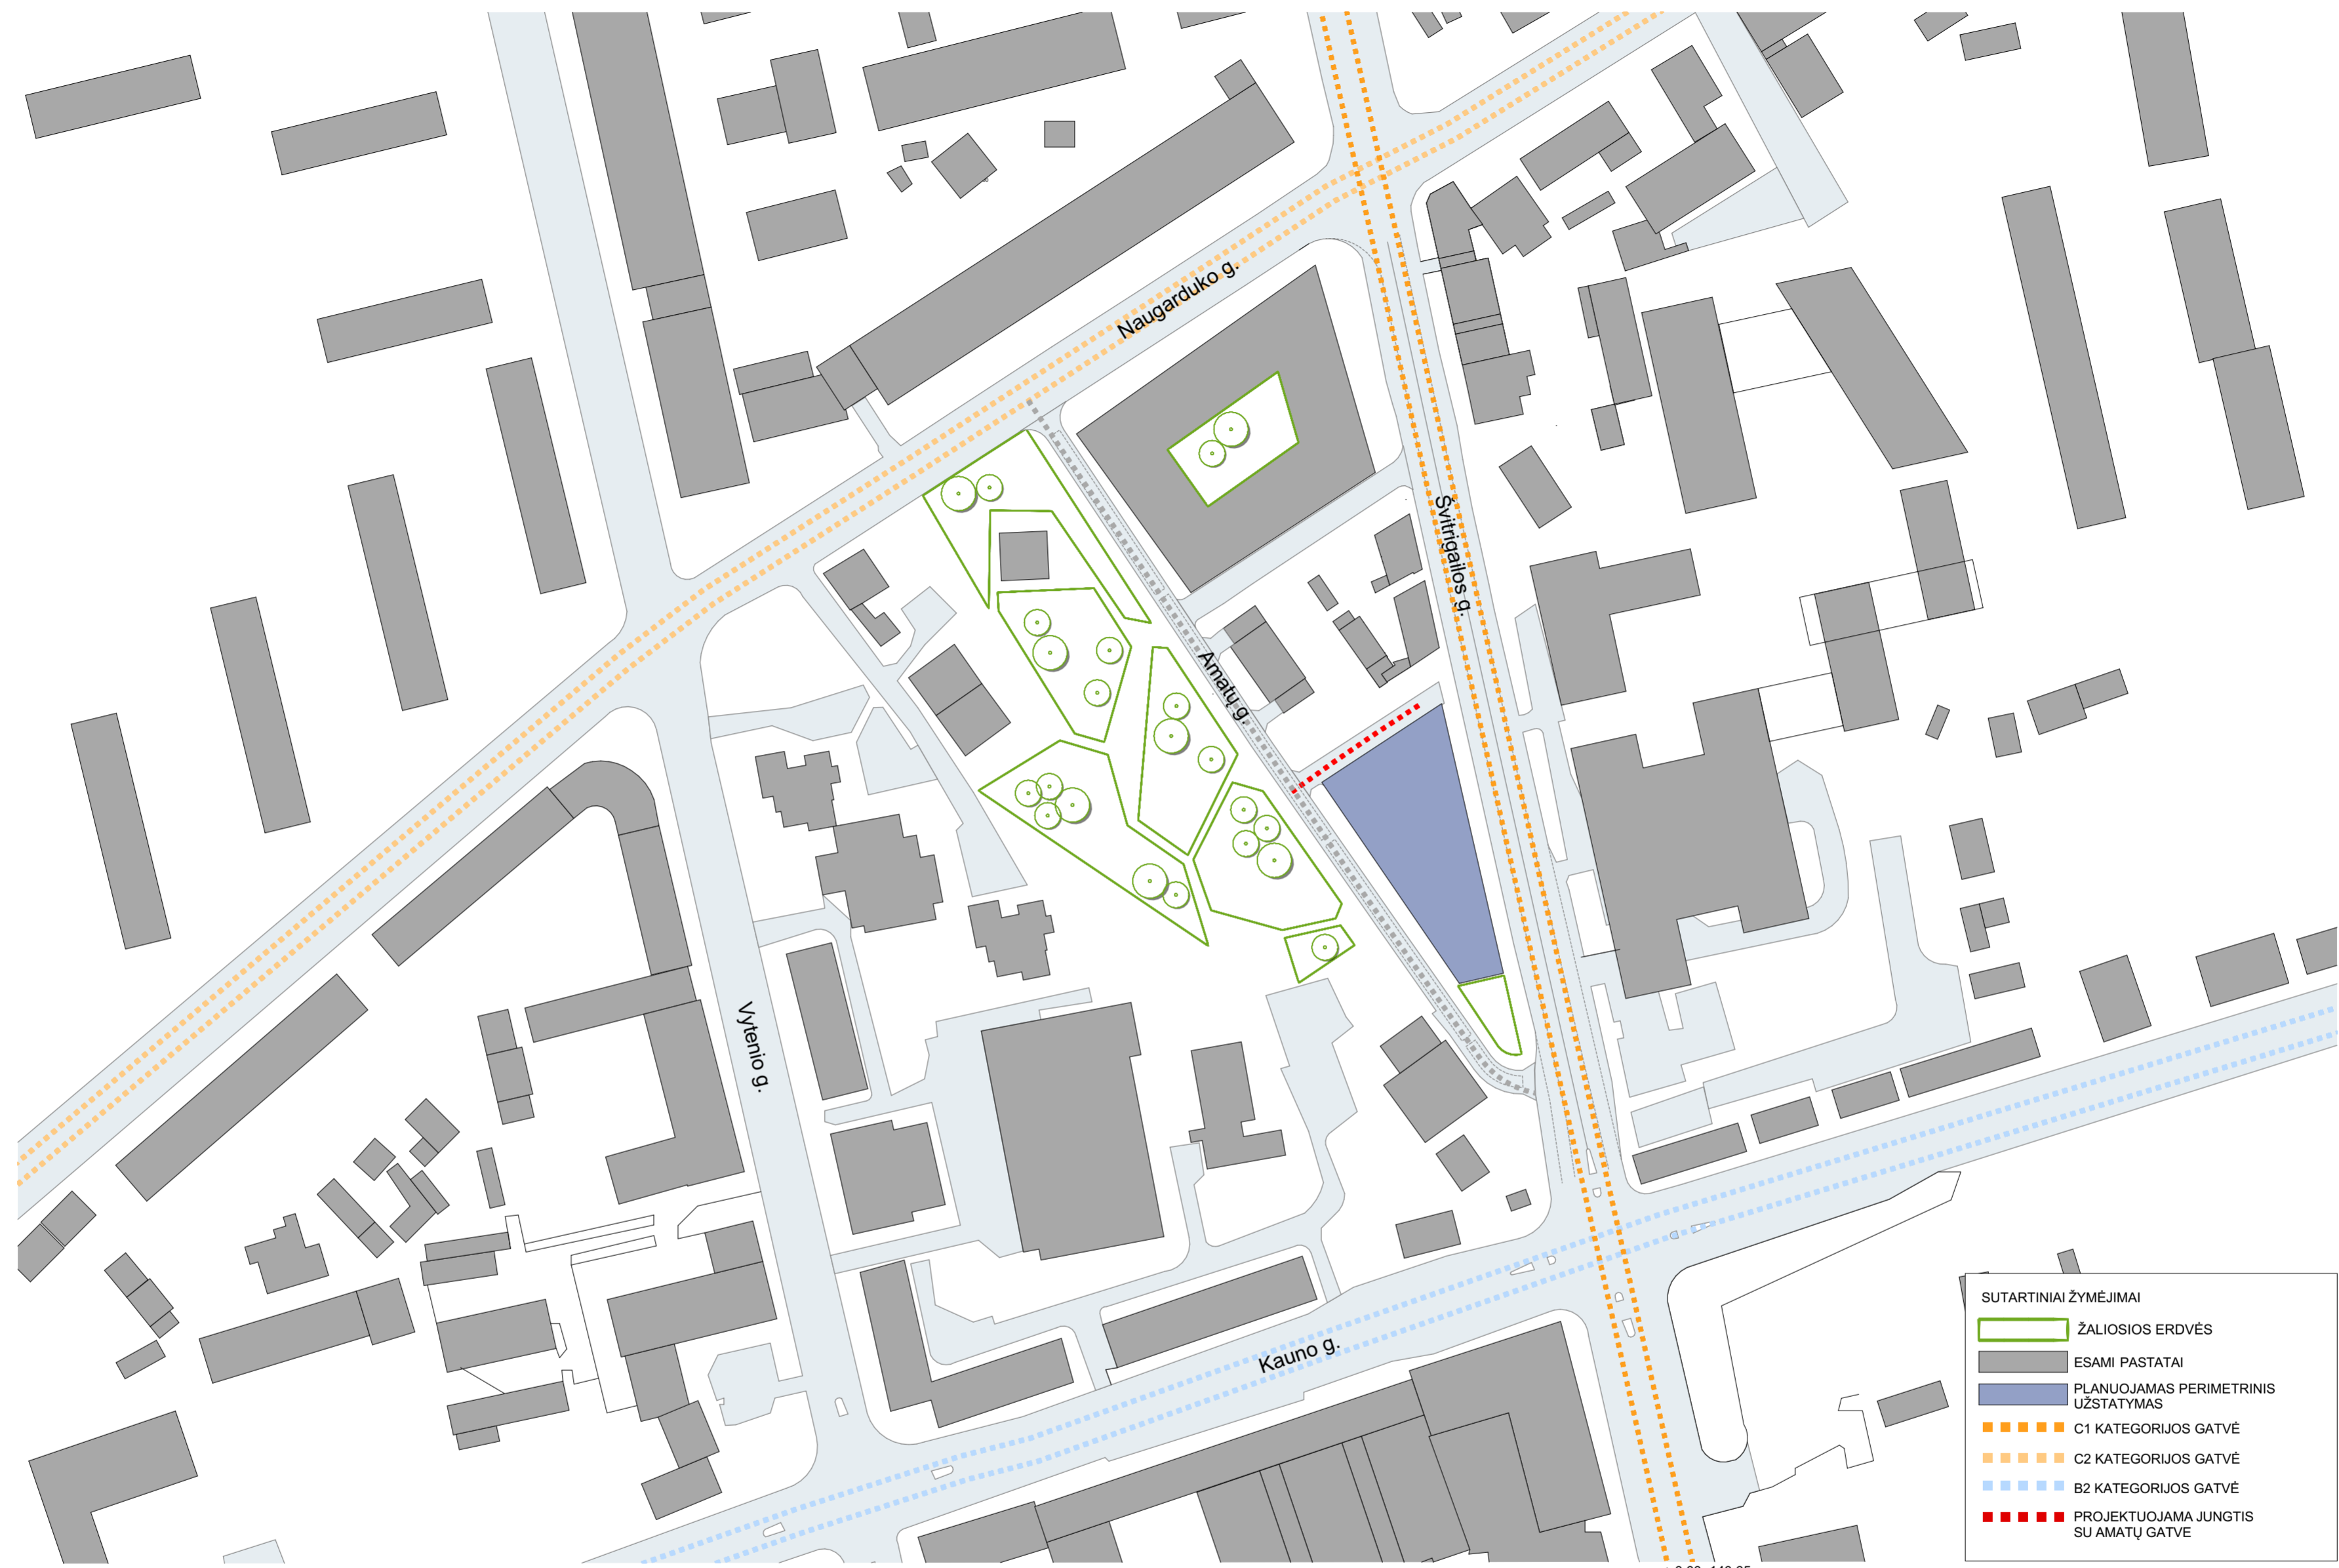 Naugarduko g.
Švitrigailos g.
Amatų g.
Vytenio g.
Kauno g.
SUTARTINIAI ŽYMĖJIMAI
ŽALIOSIOS ERDVĖS
ESAMI PASTATAI
PLANUOJAMAS PERIMETRINIS
UŽSTATYMAS
C1 KATEGORIJOS GATVĖ
C2 KATEGORIJOS GATVĖ
B2 KATEGORIJOS GATVĖ
PROJEKTUOJAMA JUNGTIS
SU AMATŲ GATVE